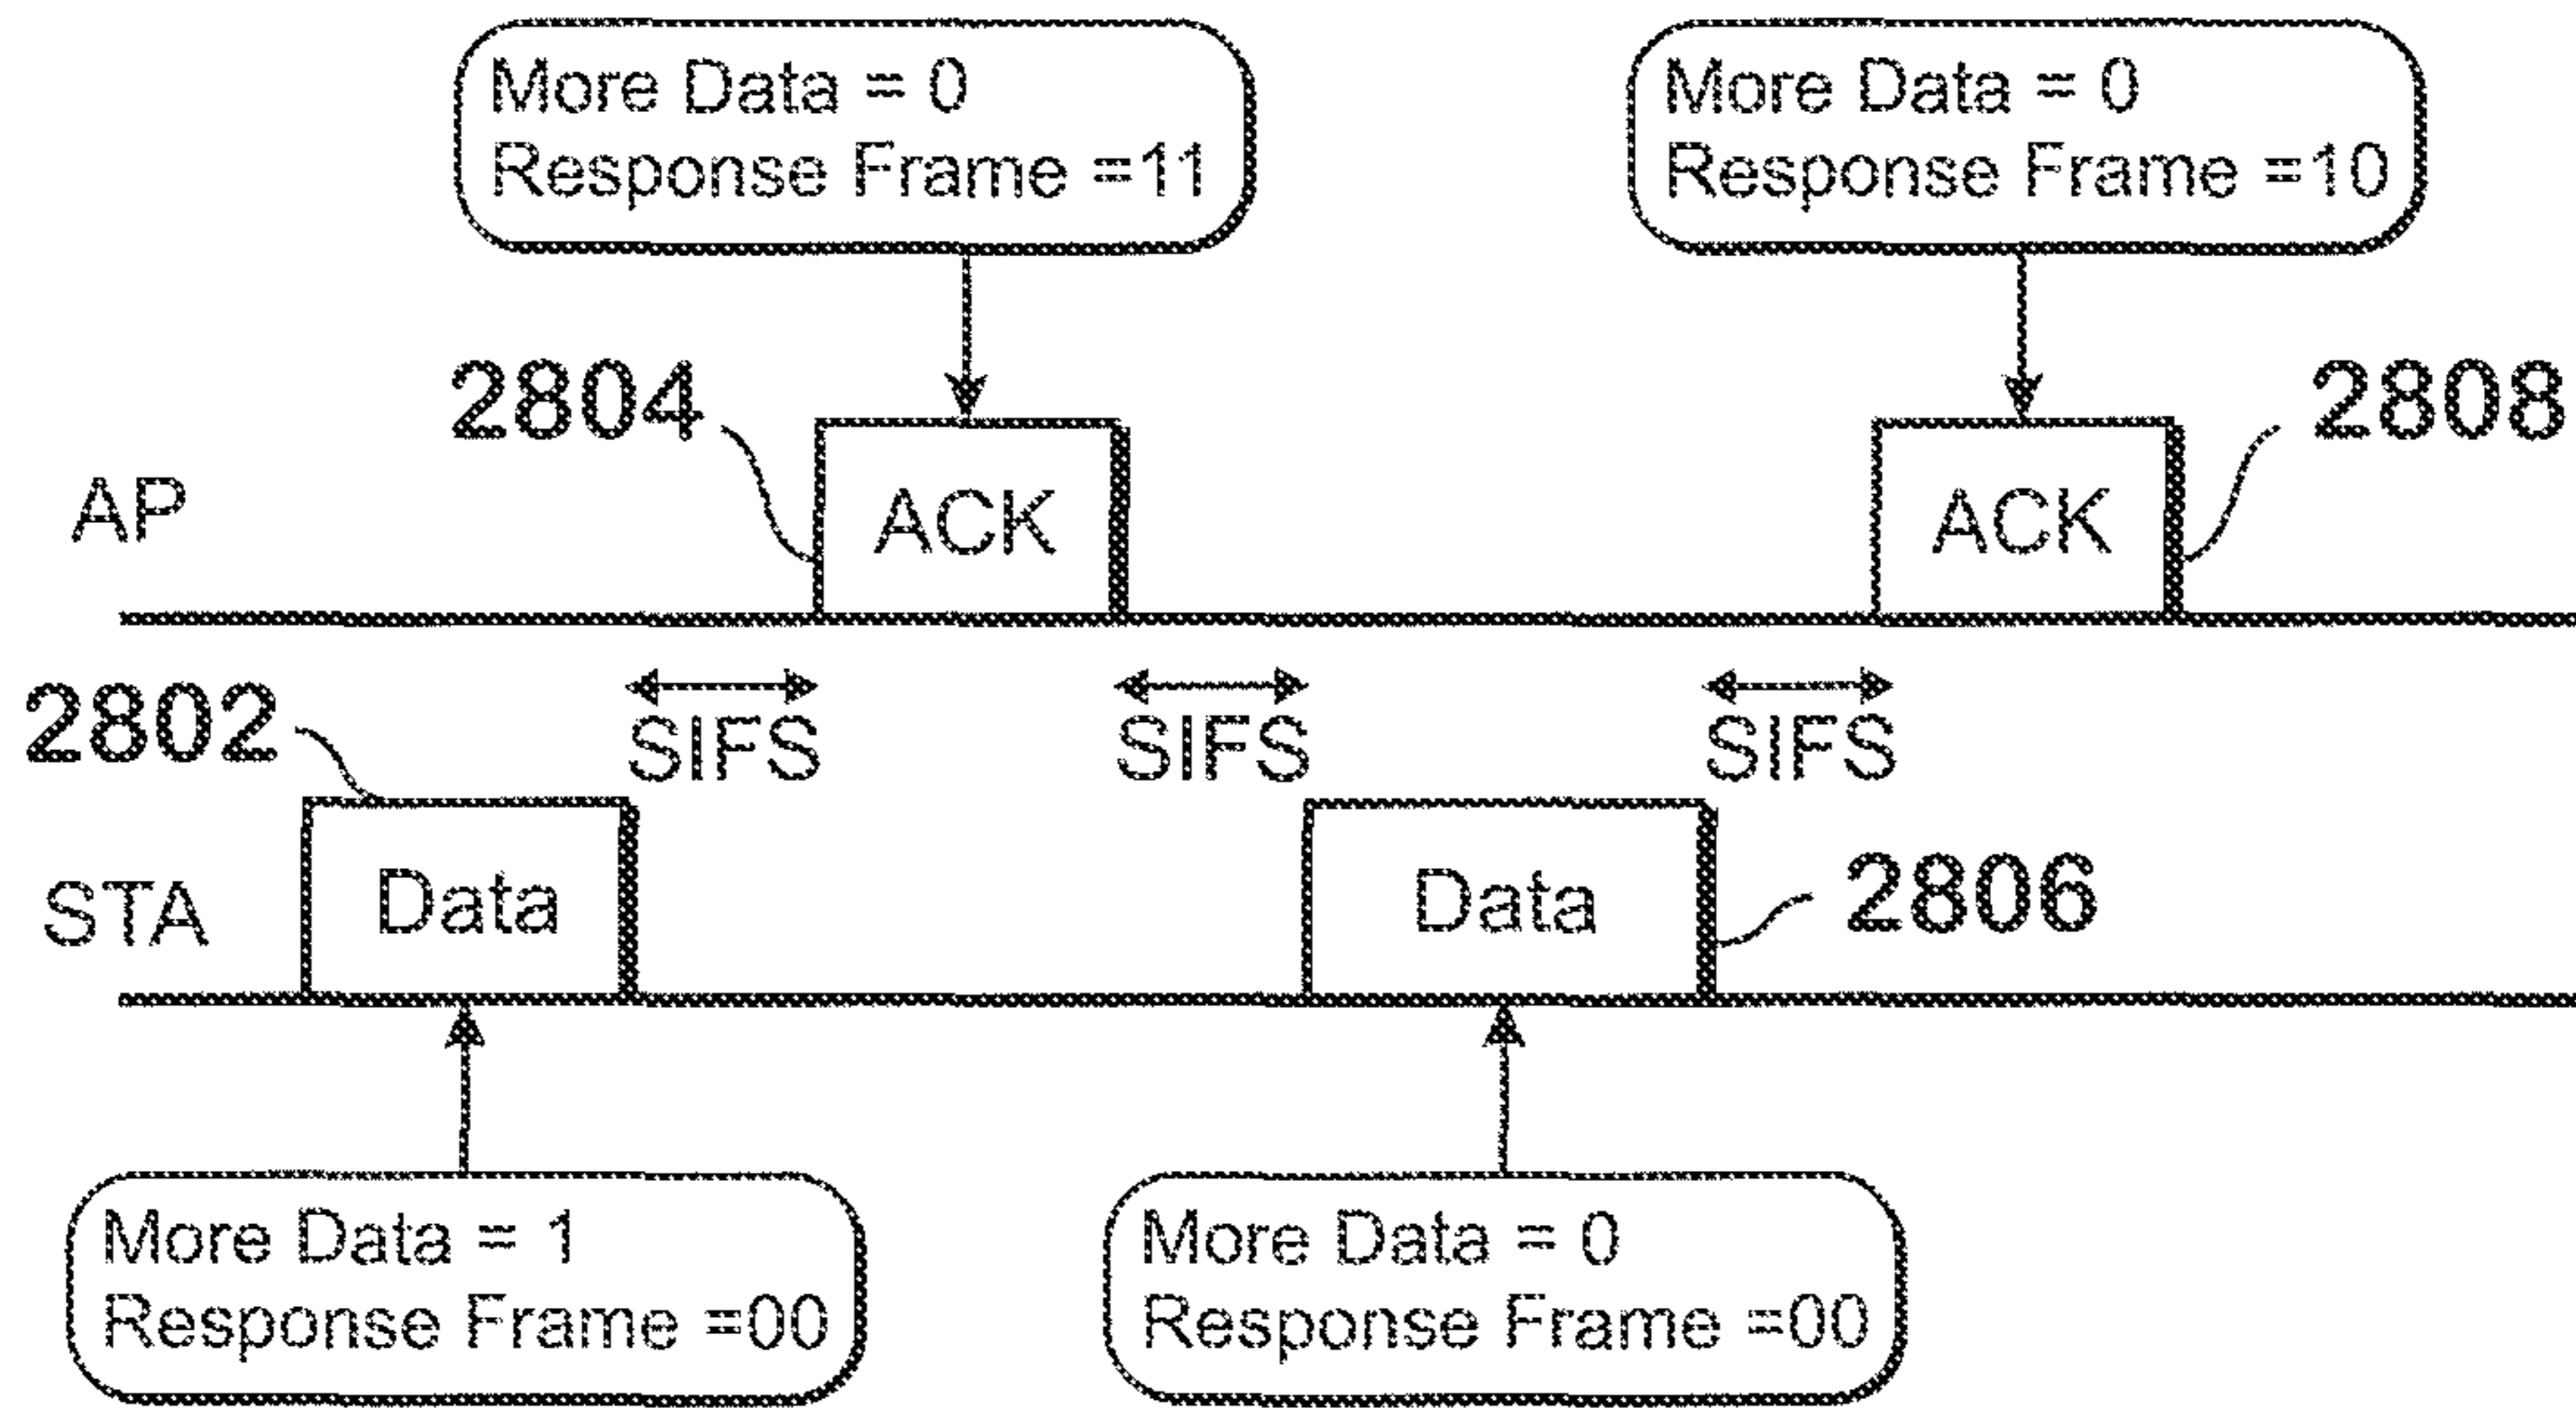 More Data = 0
Response Frame =11
More Data = 0
Response Frame =10
2804
2808
AP
ACK
ACK
2802
SIFS
SIFS
SIFS
STA
Data
Data
2806
More Data = 1
Response Frame =00
More Data = 0
Response Frame =00